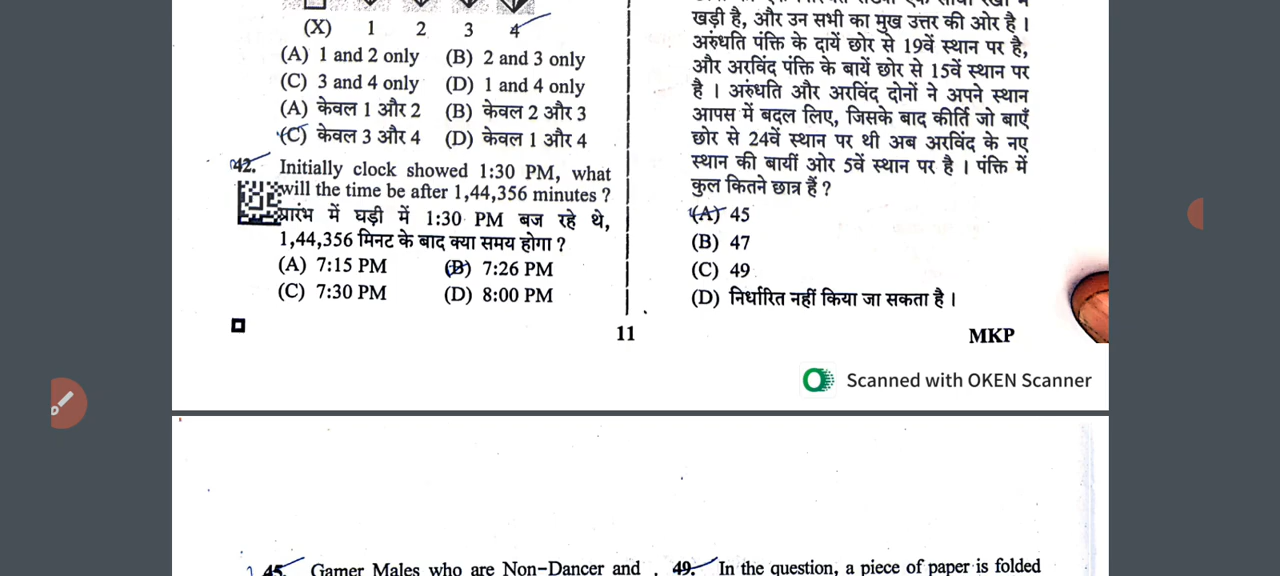 (X) 1 2 3 4
(A) 1 and 2 only (B) 2 and 3 only
(C) 3 and 4 only (D) 1 and 4 only
(A) केवल 1 और 2 (B) केवल 2 और 3
(C) केवल 3 और 4 (D) केवल 1 और 4
42. Initially clock showed 1:30 PM, what
will the time be after 1,44,356 minutes ?
प्रारंभ में घड़ी में 1:30 PM बज रहे थे,
1,44,356 मिनट के बाद क्या समय होगा ?
(A) 7:15 PM (B) 7:26 PM
(C) 7:30 PM (D) 8:00 PM
खड़ी है, और उन सभी का मुख उत्तर की ओर है ।
अरुंधति पंक्ति के दायें छोर से 19वें स्थान पर है,
और अरविंद पंक्ति के बायें छोर से 15वें स्थान पर
है । अरुंधति और अरविंद दोनों ने अपने स्थान
आपस में बदल लिए, जिसके बाद कीर्ति जो बाएँ
छोर से 24वें स्थान पर थी अब अरविंद के नए
स्थान की बायीं ओर 5वें स्थान पर है । पंक्ति में
कुल कितने छात्र हैं ?
(A) 45
(B) 47
(C) 49
(D) निर्धारित नहीं किया जा सकता है ।
11
MKP
Scanned with OKEN Scanner
45. Gamer Males who are Non-Dancer and
49. In the question, a piece of paper is folded